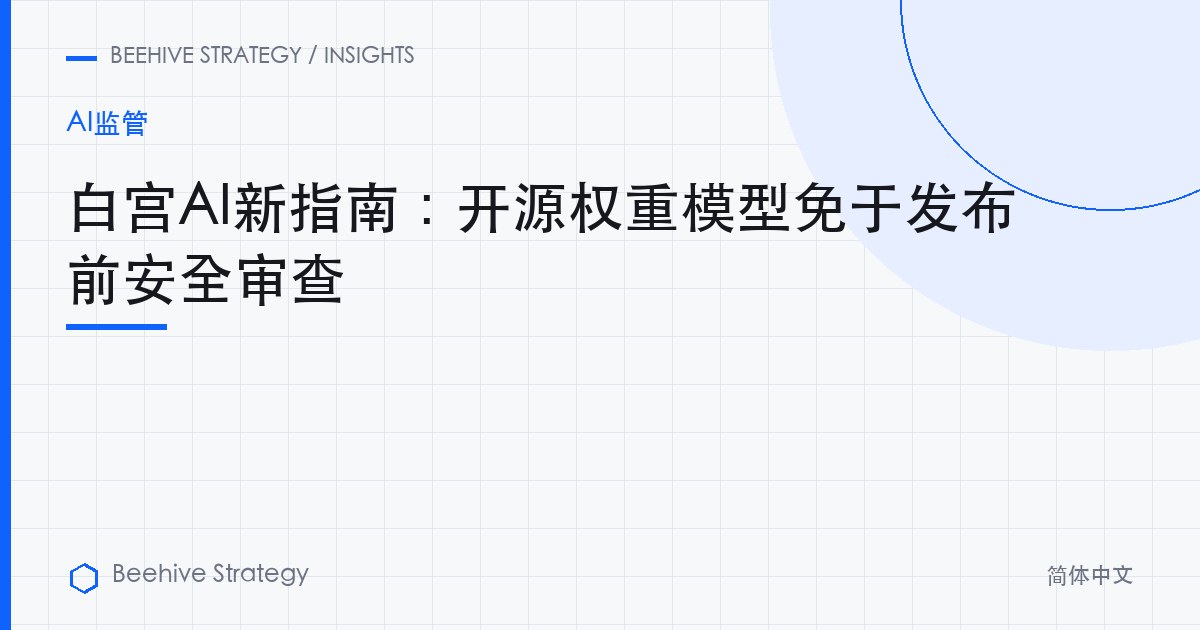 BEEHIVE STRATEGY / INSIGHTS
AI监管
白宫AI新指南：开源权重模型免于发布
前安全审查
Beehive Strategy
简体中文